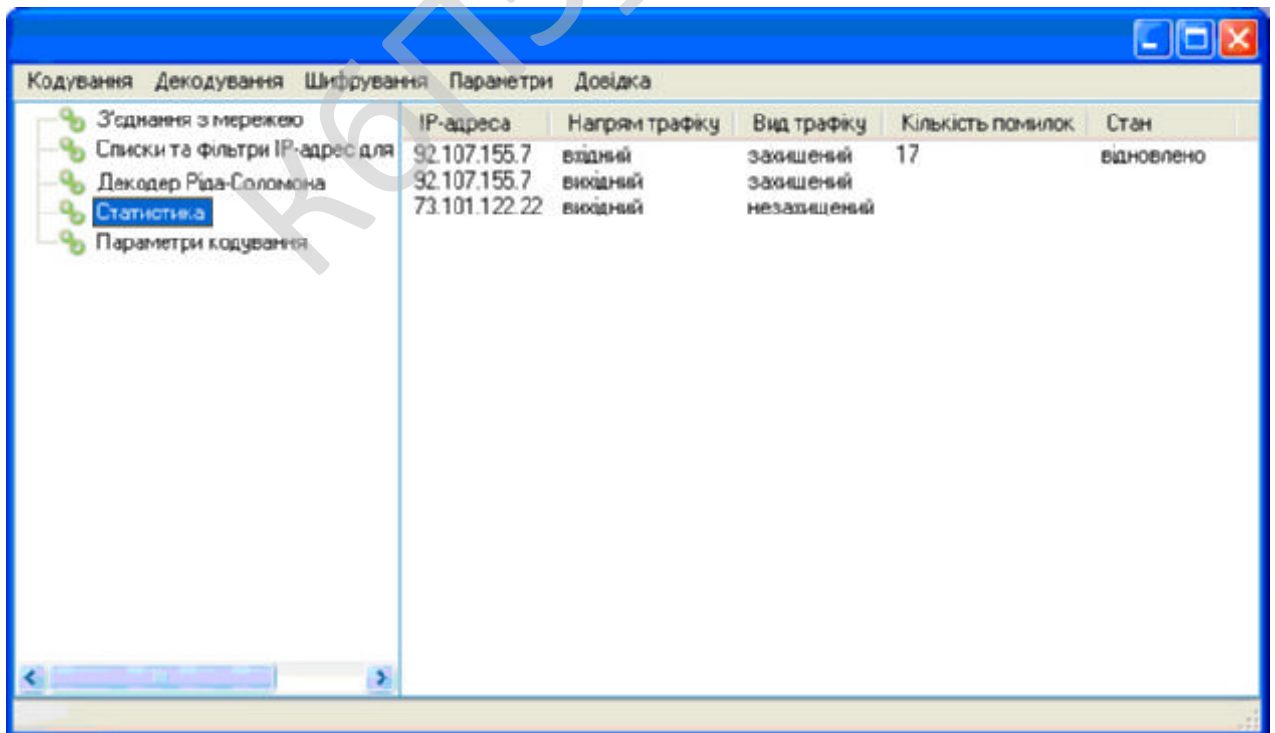 Кодування Декодування Шифрування Параметри Довідка
З'єднання з мережею
Списки та фільтри IP-адрес для
Декодер Ріда-Соломона
Статистика
Параметри кодування
IP-адреса Напрям трафіку Вид трафіку Кількість помилок Стан
92.107.155.7 вхідний захищений 17 відновлено
92.107.155.7 вихідний захищений
73.101.122.22 вихідний незахищений